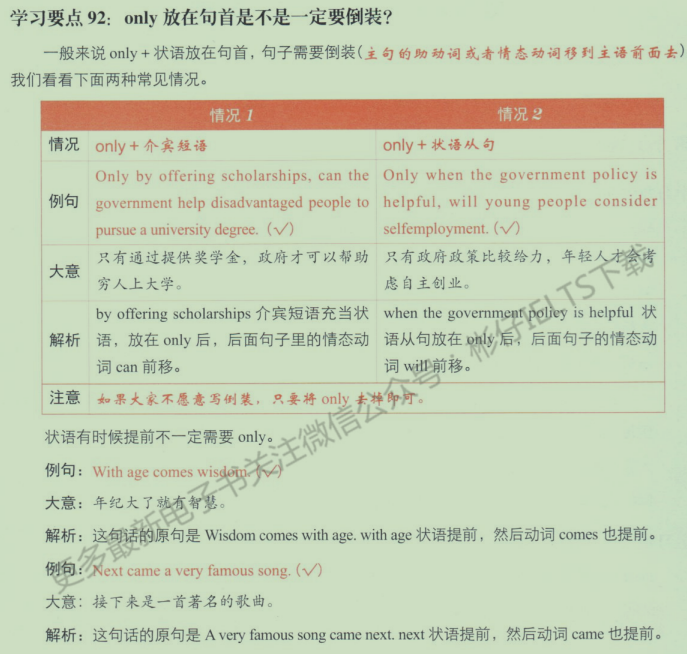 学习要点 92：only 放在句首是不是一定要倒装？
一般来说 only + 状语放在句首，句子需要倒装(主句的助动词或者情态动词移到主语前面去)
我们看看下面两种常见情况。
情况 1 情况 2
情况 only + 介宾短语 only + 状语从句
例句
Only by offering scholarships, can the
government help disadvantaged people to
pursue a university degree. (√)
Only when the government policy is
helpful, will young people consider
selfemployment. (√)
大意
只有通过提供奖学金，政府才可以帮助
穷人上大学。
只有政府政策比较给力，年轻人才会考
虑自主创业。
解析
by offering scholarships 介宾短语充当状
语，放在 only 后，后面句子里的情态动
词 can 前移。
when the government policy is helpful 状
语从句放在 only 后，后面句子的情态动
词 will 前移。
注意 如果大家不愿意写倒装，只要将 only 去掉即可。
状语有时候提前不一定需要 only。
例句：With age comes wisdom. (√)
大意：年纪大了就有智慧。
解析：这句话的原句是 Wisdom comes with age. with age 状语提前，然后动词 comes 也提前。
例句：Next came a very famous song. (√)
大意：接下来是一首著名的歌曲。
解析：这句话的原句是 A very famous song came next. next 状语提前，然后动词 came 也提前。
更多最新电子书关注微信公众号：彬仔IELTS下载